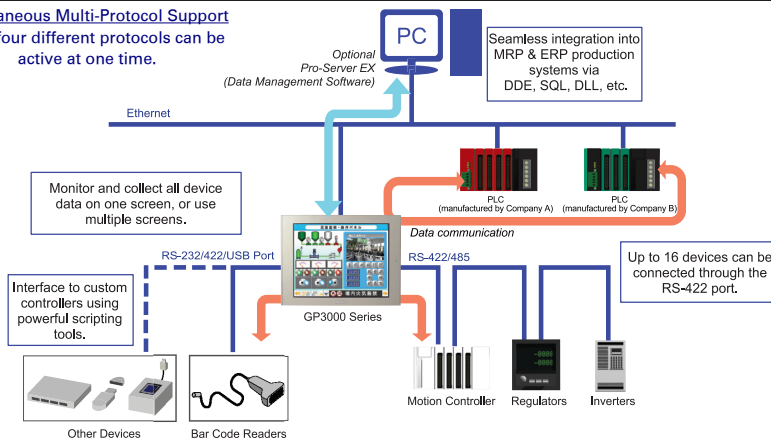 aneous Multi-Protocol Support
four different protocols can be
active at one time.
PC
Optional
Pro-Server EX
(Data Management Software)
Seamless integration into
MRP & ERP production
systems via
DDE, SQL, DLL, etc.
Ethernet
Monitor and collect all device
data on one screen, or use
multiple screens.
PLC
(manufactured by Company A)
PLC
(manufactured by Company B)
Data communication
RS-232/422/USB Port
RS-422/485
Up to 16 devices can be
connected through the
RS-422 port.
Interface to custom
controllers using
powerful scripting
tools.
GP3000 Series
Other Devices
Bar Code Readers
Motion Controller
Regulators
Inverters